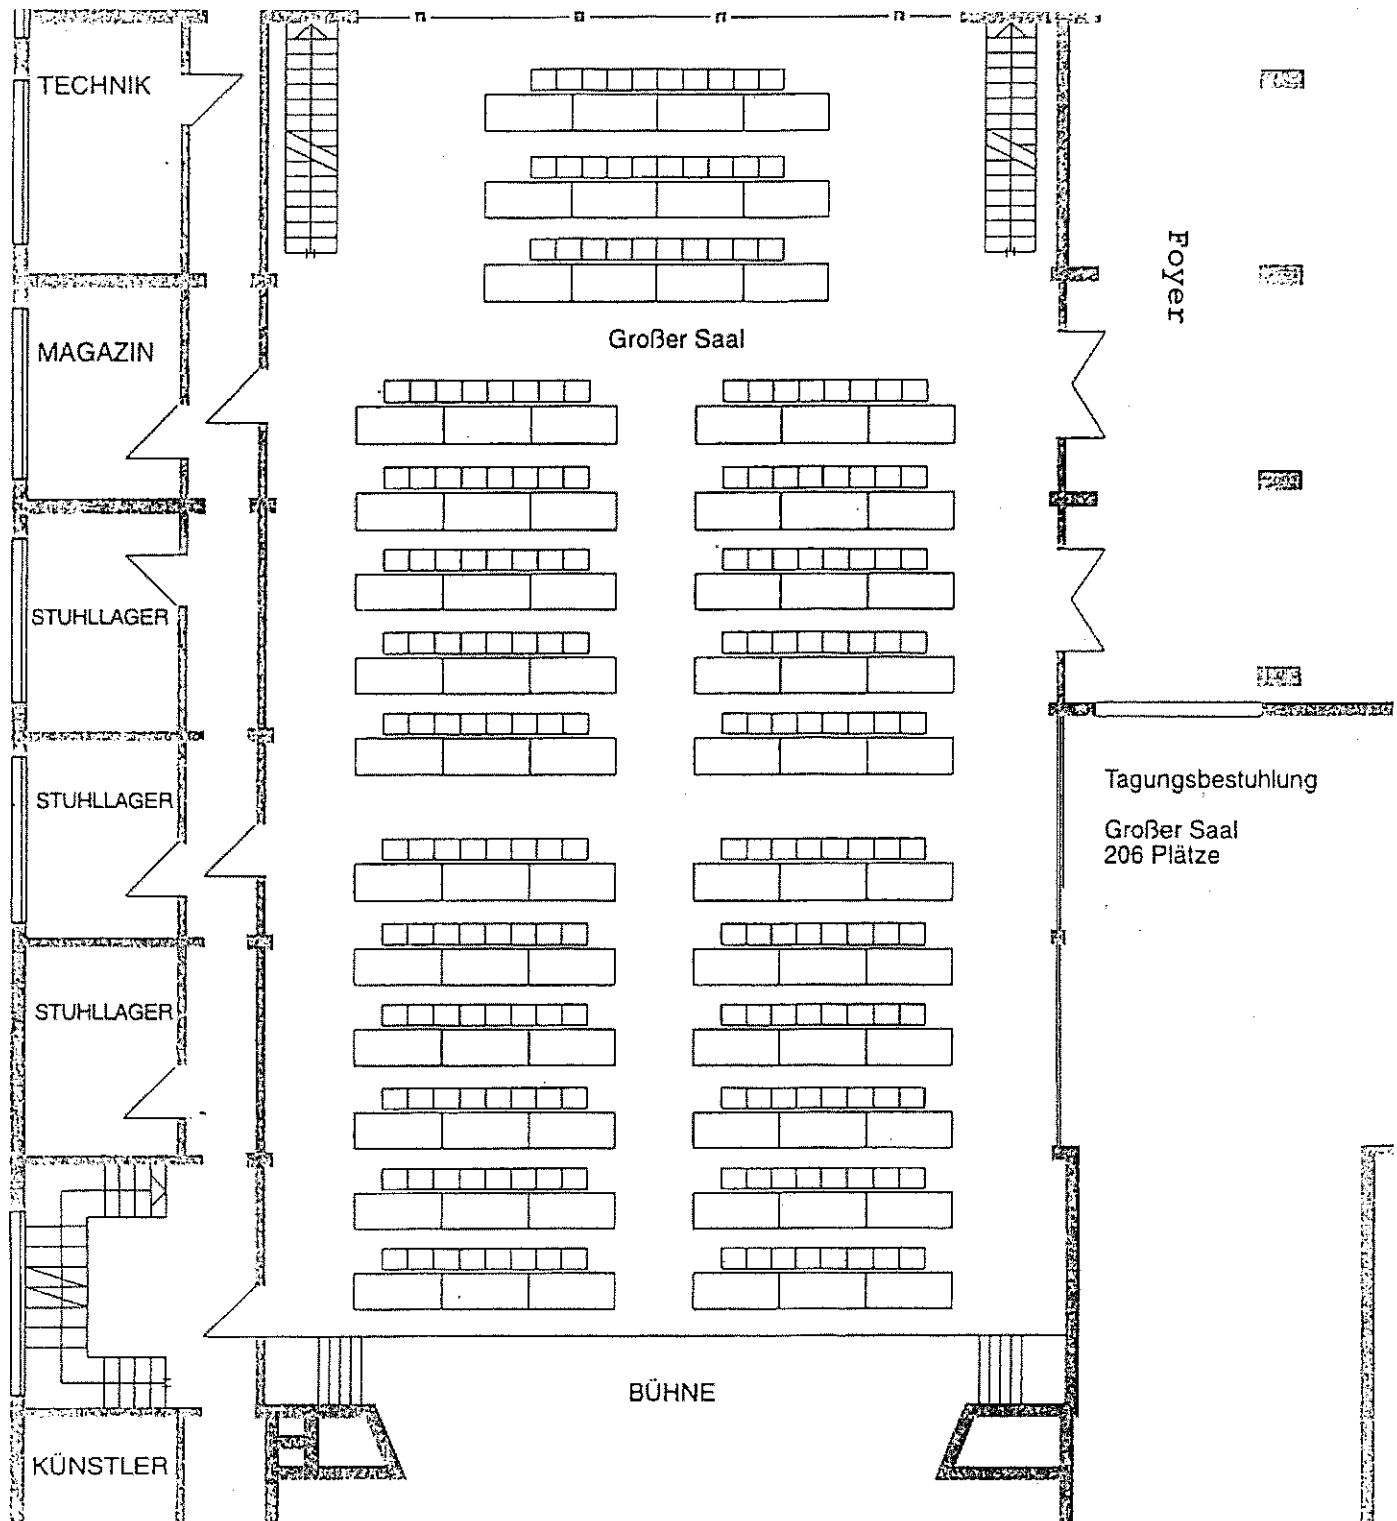 TECHNIK
Foyer
Großer Saal
MAGAZIN
STUHLLAGER
Tagungsbestuhlung
STUHLLAGER
Großer Saal
206 Plätze
STUHLLAGER
BÜHNE
KÜNSTLER